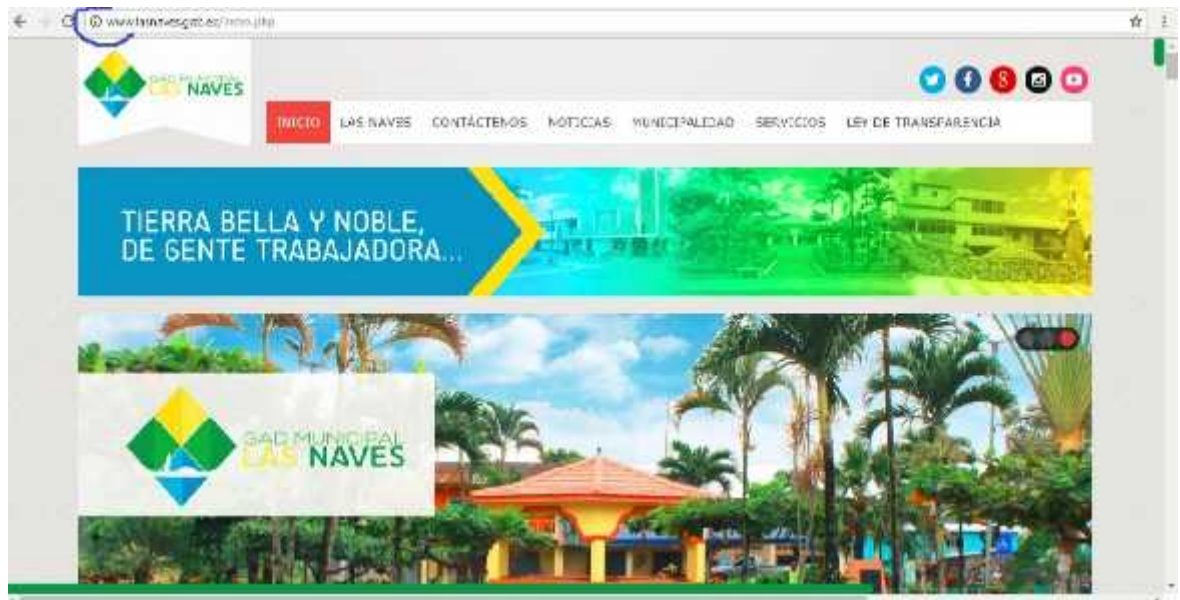 GAD MUNICIPAL
LAS NAVES
INICIO LAS NAVES CONTÁCTENOS NOTICIAS MUNICIPALIDAD SERVICIOS LEY DE TRANSPARENCIA
TIERRA BELLA Y NOBLE,
DE GENTE TRABAJADORA...
GAD MUNICIPAL
LAS NAVES